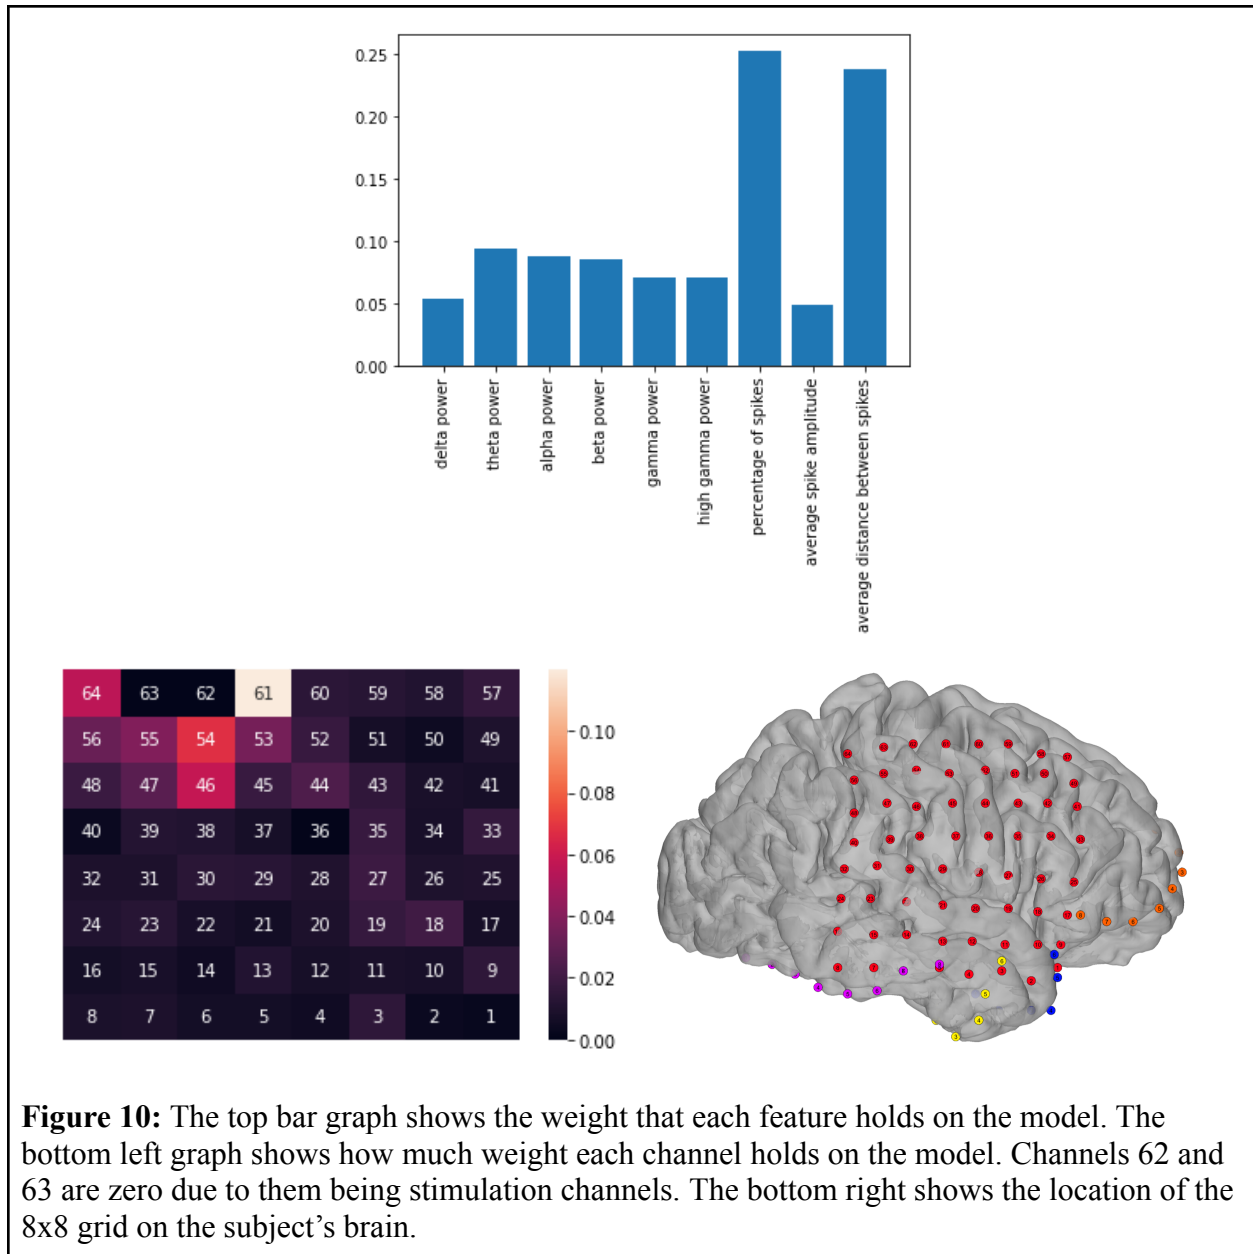 0.25
0.20
0.15
0.10
0.05
0.00
delta power
theta power
alpha power
beta power
gamma power
high gamma power
percentage of spikes
average spike amplitude
average distance between spikes
64 63 62 61 60 59 58 57
56 55 54 53 52 51 50 49
48 47 46 45 44 43 42 41
40 39 38 37 36 35 34 33
32 31 30 29 28 27 26 25
24 23 22 21 20 19 18 17
16 15 14 13 12 11 10 9
8 7 6 5 4 3 2 1
0.10
0.08
0.06
0.04
0.02
0.00
Figure 10: The top bar graph shows the weight that each feature holds on the model. The
bottom left graph shows how much weight each channel holds on the model. Channels 62 and
63 are zero due to them being stimulation channels. The bottom right shows the location of the
8x8 grid on the subject’s brain.